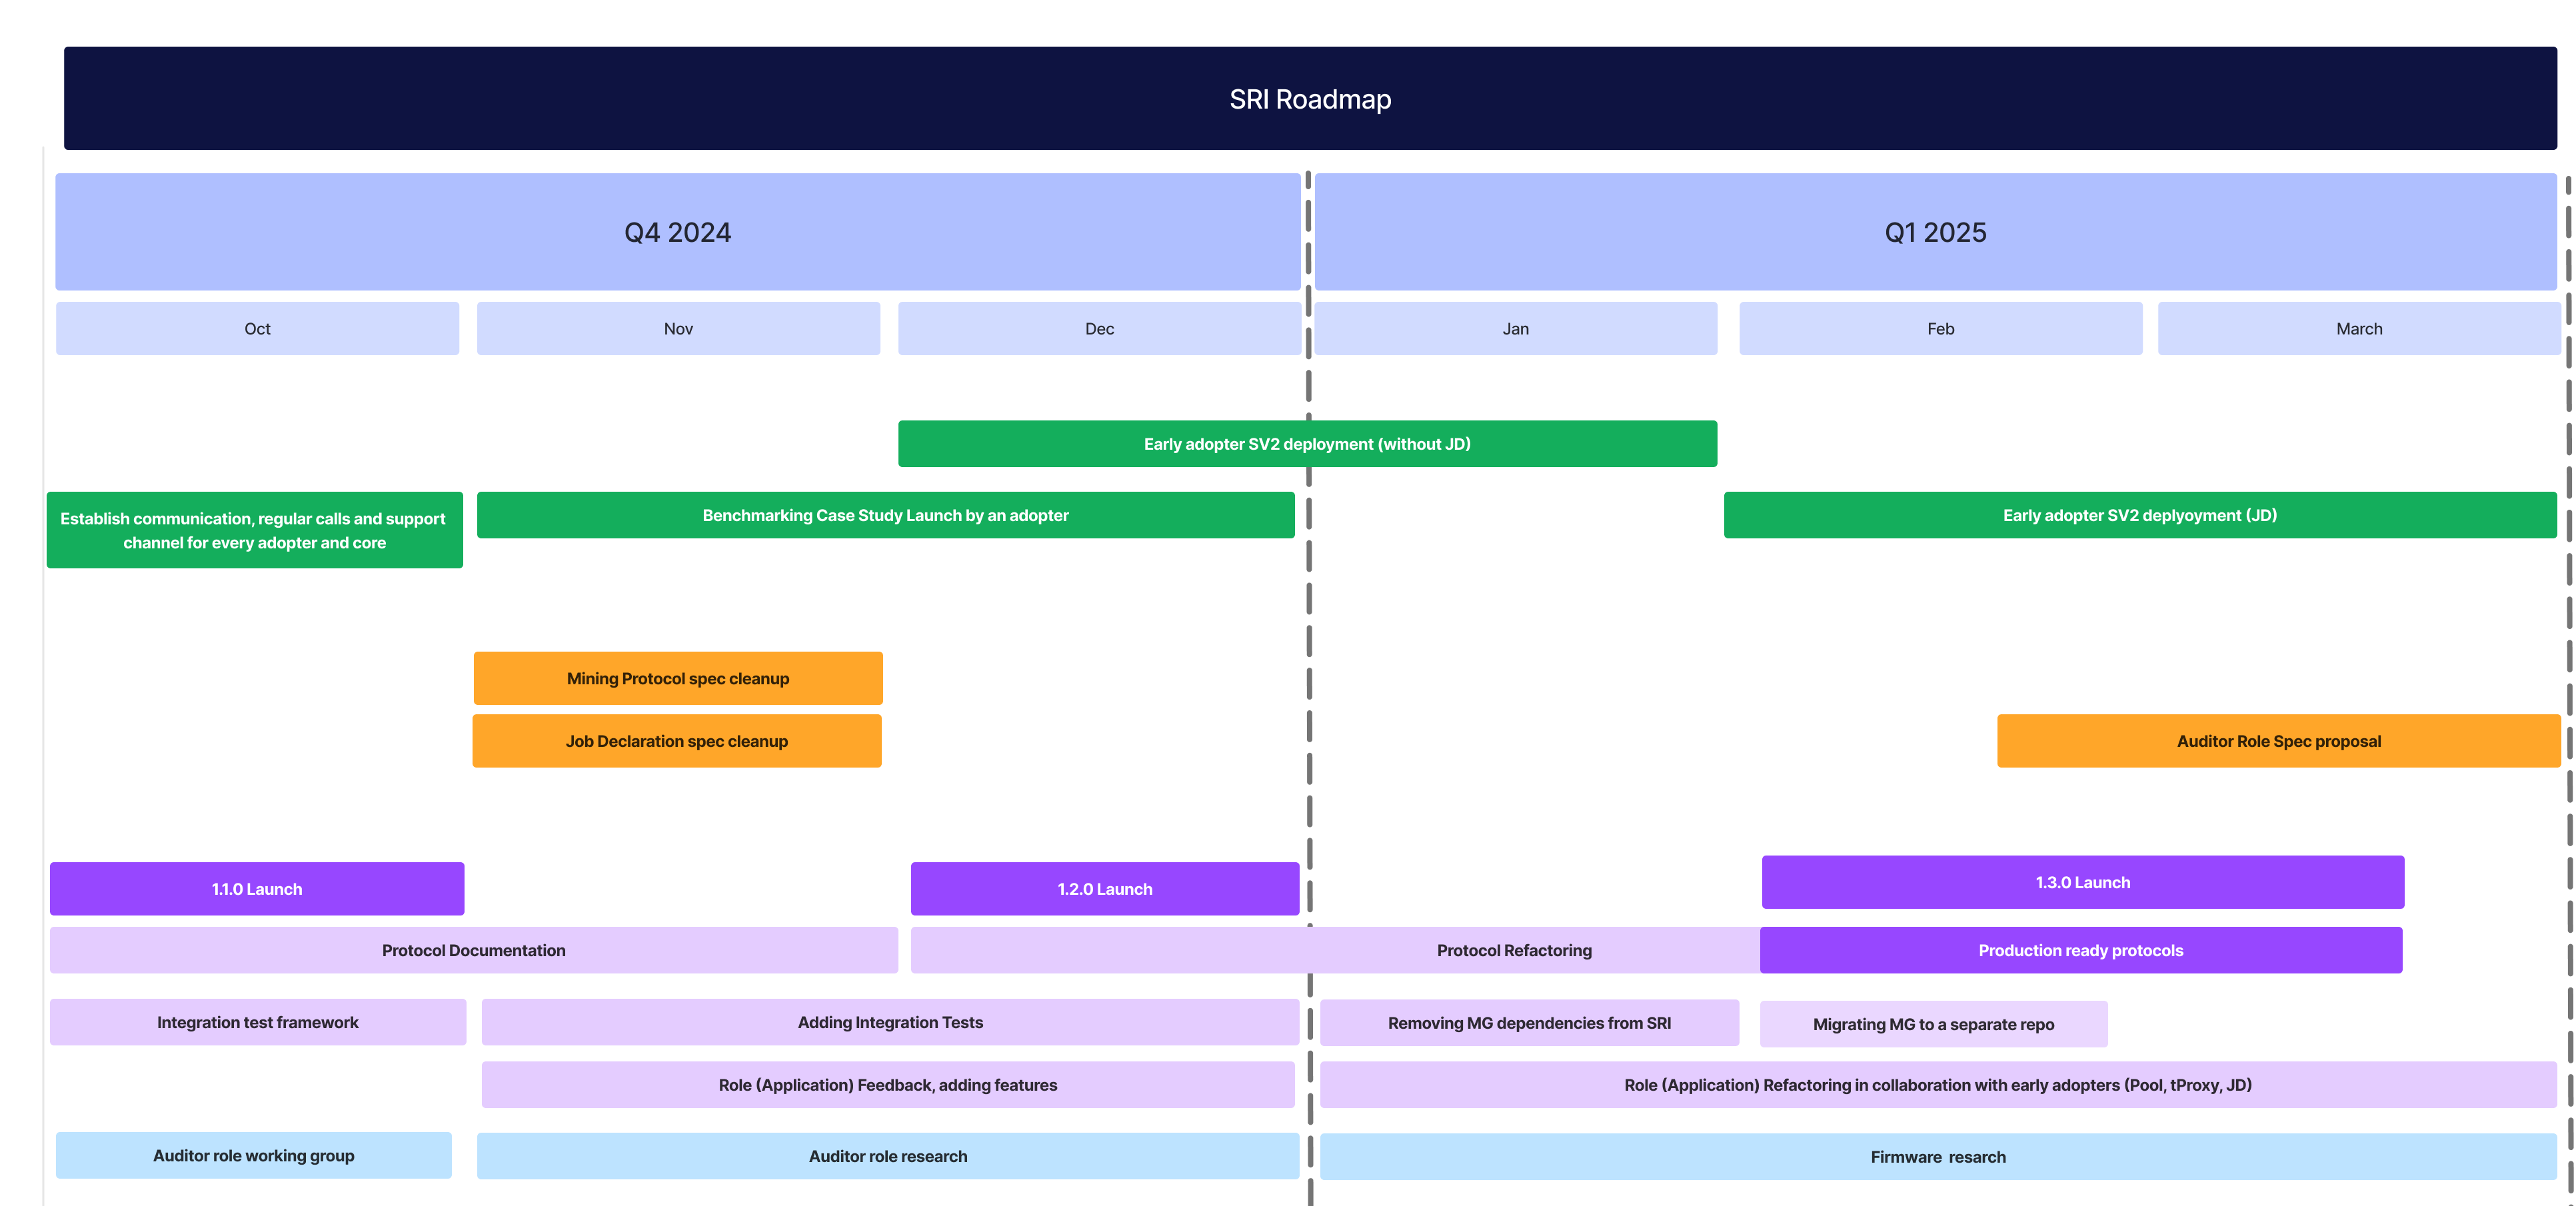 SRI Roadmap
Q4 2024
Q1 2025
Oct
Nov
Dec
Jan
Feb
March
Early adopter SV2 deployment (without JD)
Establish communication, regular calls and support
channel for every adopter and core
Benchmarking Case Study Launch by an adopter
Early adopter SV2 deplyoyment (JD)
Mining Protocol spec cleanup
Job Declaration spec cleanup
Auditor Role Spec proposal
1.1.0 Launch
1.2.0 Launch
1.3.0 Launch
Protocol Documentation
Protocol Refactoring
Production ready protocols
Integration test framework
Adding Integration Tests
Removing MG dependencies from SRI
Migrating MG to a separate repo
Role (Application) Feedback, adding features
Role (Application) Refactoring in collaboration with early adopters (Pool, tProxy, JD)
Auditor role working group
Auditor role research
Firmware  resarch